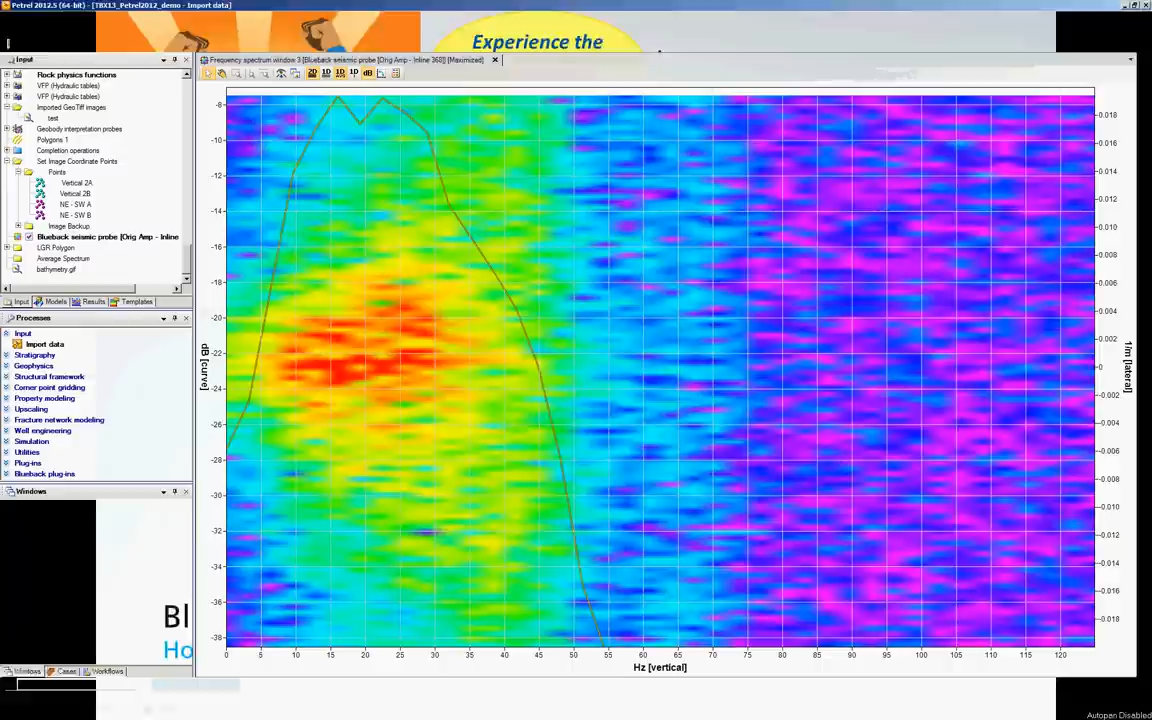 Petrel 2012.5 (64-bit) - [TBX13_Petrel2012_demo - Import data]
Experience the
Input
Rock physics functions
VFP (Hydraulic tables)
VFP (Hydraulic tables)
Imported GeoTiff images
test
Geobody interpretation probes
Polygons 1
Completion operations
Set Image Coordinate Points
Points
Vertical 2A
Vertical 2B
NE - SW A
NE - SW B
Image Backup
Blueback seismic probe [Orig Amp - Inline
LGR Polygon
Average Spectrum
bathymetry.gif
Input Models Results Templates
Processes
Input
Import data
Stratigraphy
Geophysics
Structural framework
Corner point gridding
Property modeling
Upscaling
Fracture network modeling
Well engineering
Simulation
Utilities
Plug-ins
Blueback plug-ins
Windows
Bl
Ho
Windows Cases Workflows
Frequency spectrum window 3 [Blueback seismic probe [Orig Amp - Inline 360]] [Maximized]
2D 1D 1D 1D dB
-8
-10
-12
-14
-16
-18
-20
-22
-24
-26
-28
-30
-32
-34
-36
-38
dB [curve]
0.018
0.016
0.014
0.012
0.010
0.008
0.006
0.004
0.002
0
-0.002
0.004
0.006
0.008
0.010
0.012
0.014
0.016
0.018
1/m [lateral]
0 5 10 15 20 25 30 35 40 45 50 55 60 65 70 75 80 85 90 95 100 105 110 115 120
Hz [vertical]
Autopan Disabled